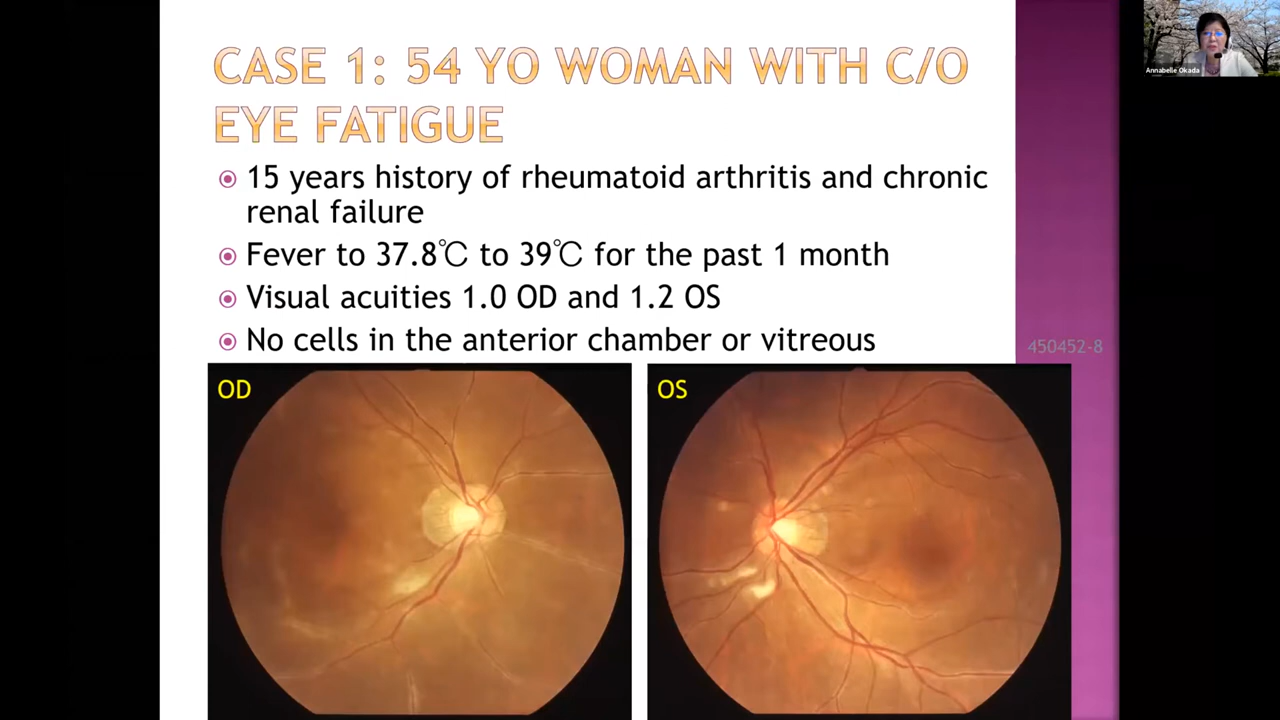 CASE 1: 54 YO WOMAN WITH C/O
EYE FATIGUE
15 years history of rheumatoid arthritis and chronic
renal failure
Fever to 37.8℃ to 39℃ for the past 1 month
Visual acuities 1.0 OD and 1.2 OS
No cells in the anterior chamber or vitreous
450452-8
OD
OS
Annabelle Okada